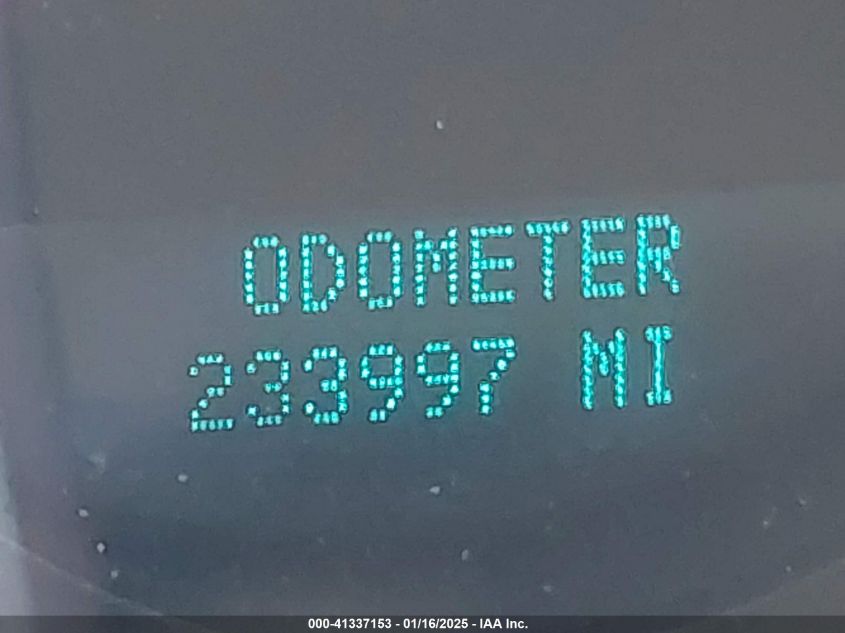 ODOMETER
233997 MI
000-41337153 - 01/16/2025 - IAA Inc.